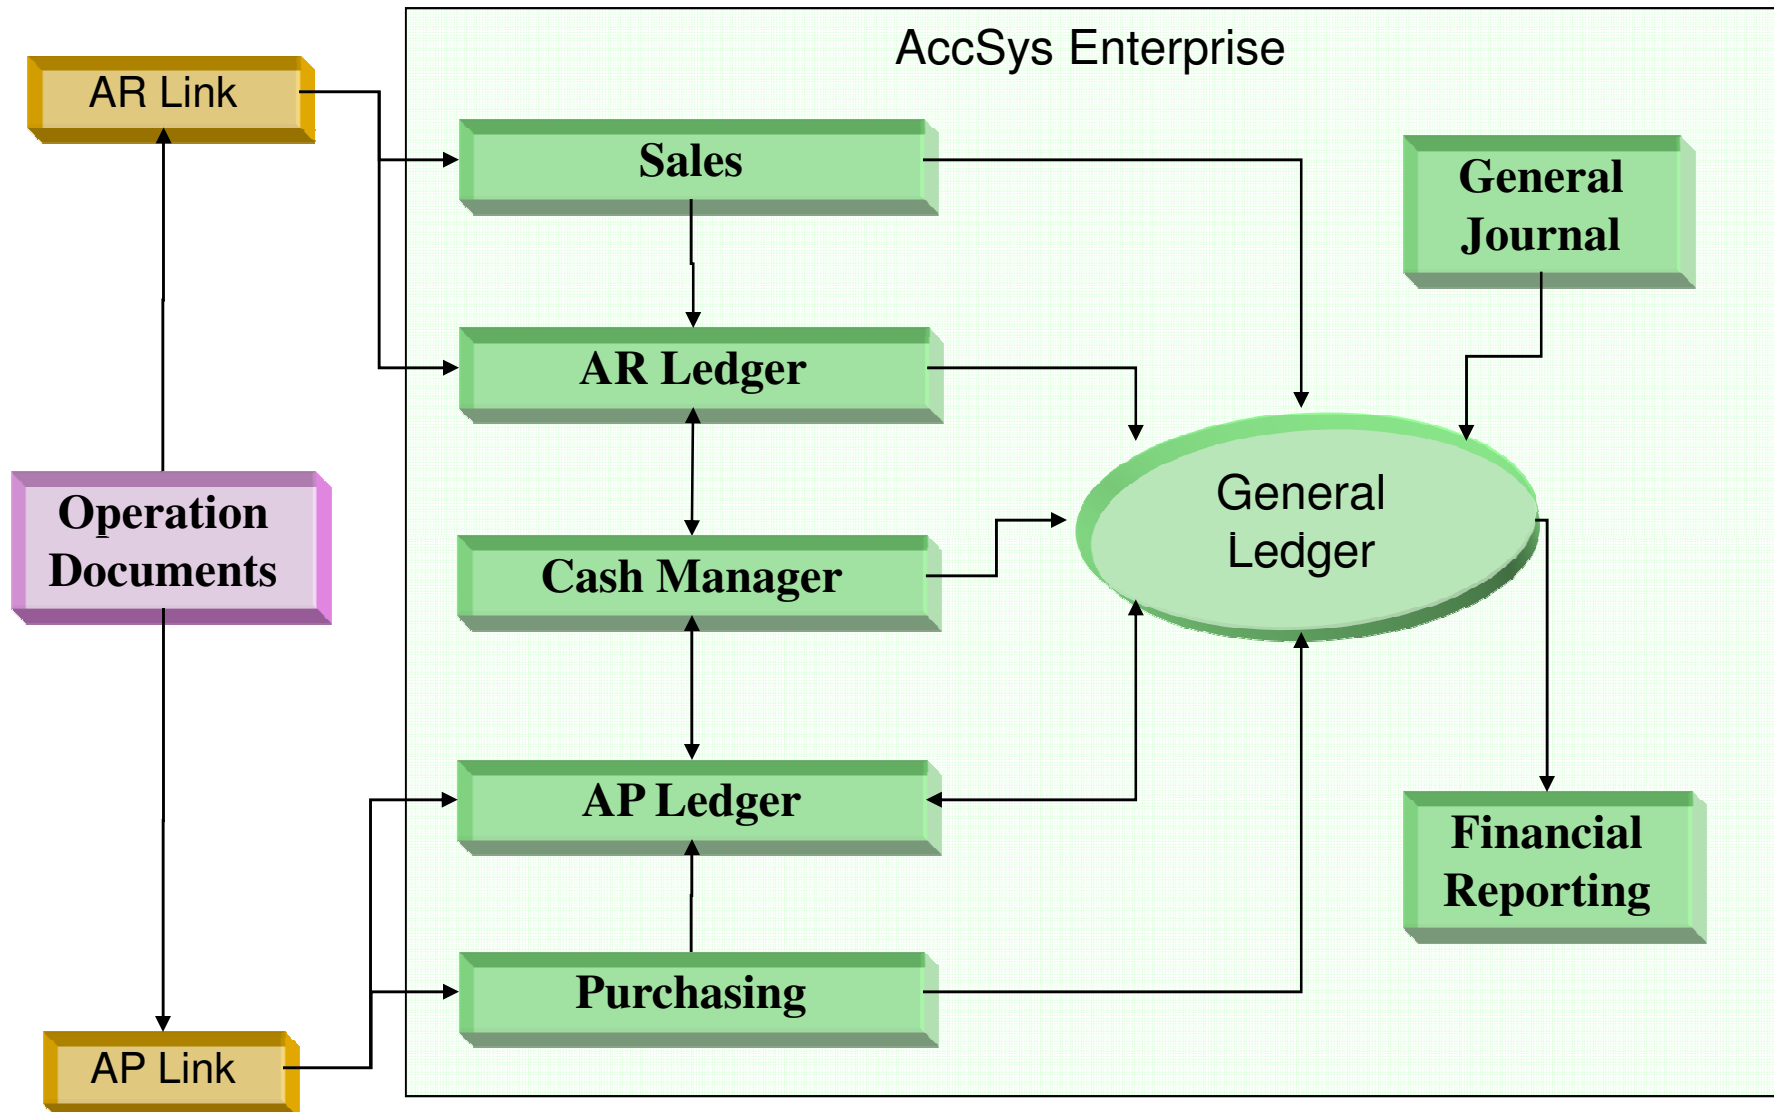 AccSys Enterprise
AR Link
Sales
General
Journal
AR Ledger
Operation
Documents
General
Ledger
Cash Manager
AP Ledger
Financial
Reporting
Purchasing
AP Link